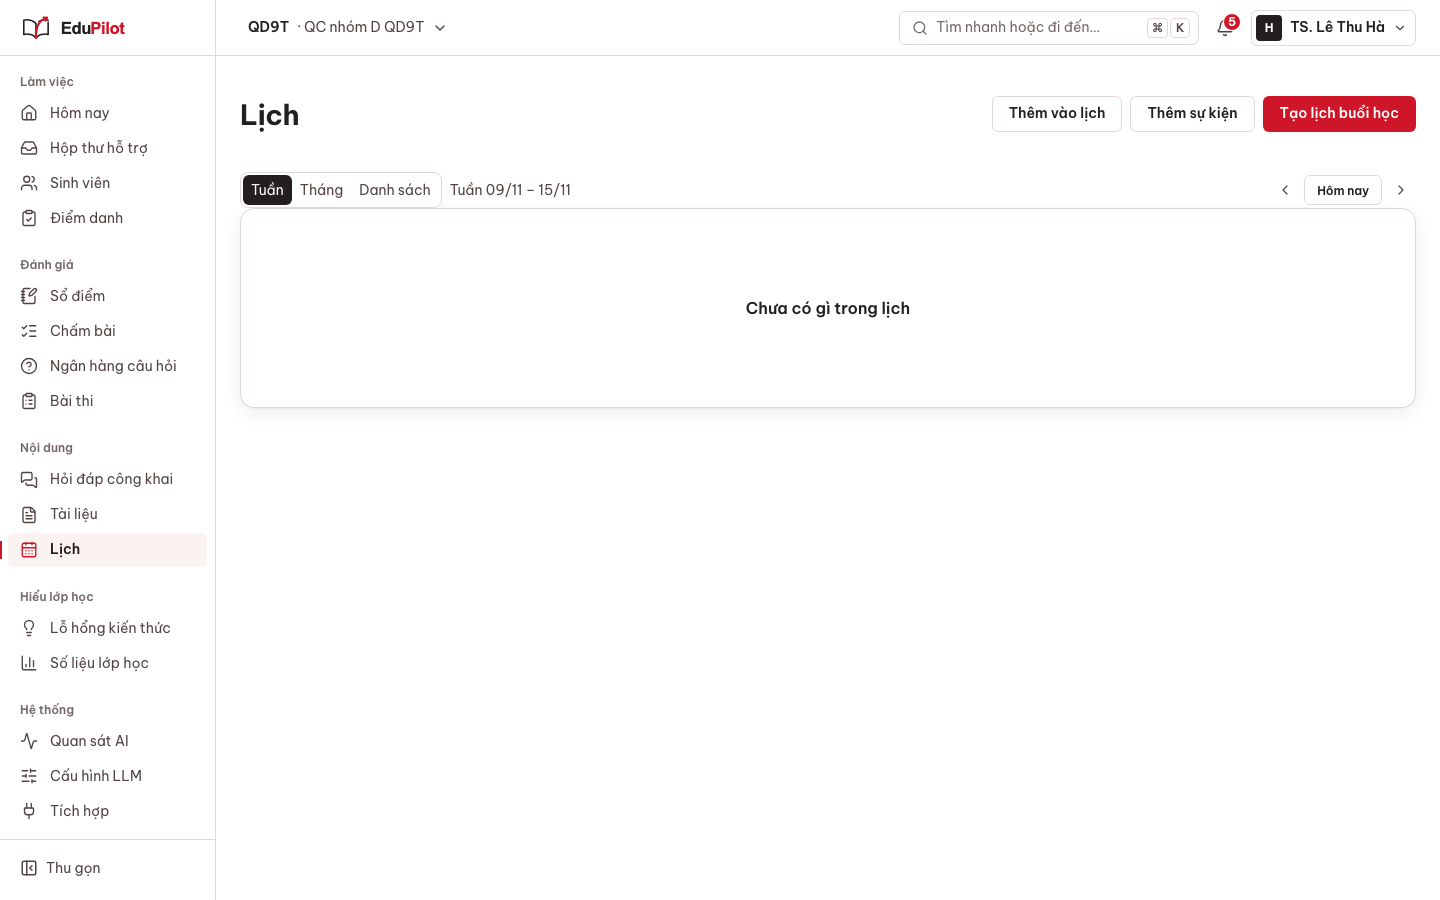 EduPilot
QD9T · QC nhóm D QD9T
Tìm nhanh hoặc đi đến...
⌘ K
5
H
TS. Lê Thu Hà
Làm việc
Hôm nay
Hộp thư hỗ trợ
Sinh viên
Điểm danh
Đánh giá
Sổ điểm
Chấm bài
Ngân hàng câu hỏi
Bài thi
Nội dung
Hỏi đáp công khai
Tài liệu
Lịch
Hiểu lớp học
Lỗ hổng kiến thức
Số liệu lớp học
Hệ thống
Quan sát AI
Cấu hình LLM
Tích hợp
Thu gọn
Lịch
Thêm vào lịch
Thêm sự kiện
Tạo lịch buổi học
Tuần
Tháng
Danh sách
Tuần 09/11 – 15/11
Hôm nay
Chưa có gì trong lịch